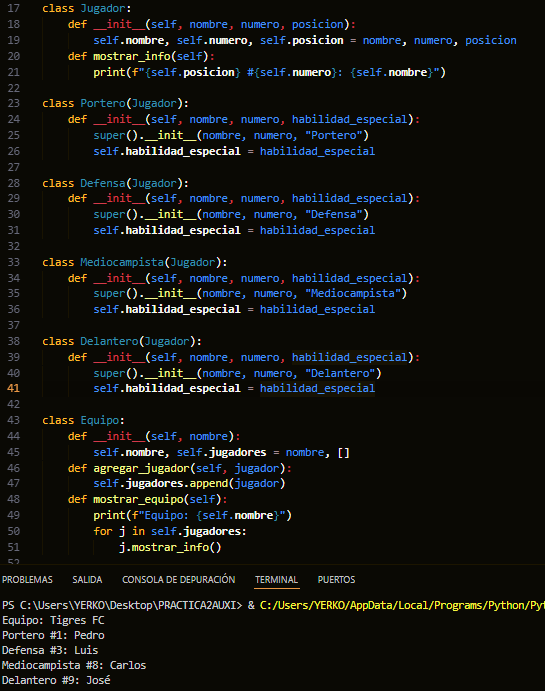 17 class Jugador:
18     def __init__(self, nombre, numero, posicion):
19         self.nombre, self.numero, self.posicion = nombre, numero, posicion
20     def mostrar_info(self):
21         print(f"{self.posicion} #{self.numero}: {self.nombre}")
22
23 class Portero(Jugador):
24     def __init__(self, nombre, numero, habilidad_especial):
25         super().__init__(nombre, numero, "Portero")
26         self.habilidad_especial = habilidad_especial
27
28 class Defensa(Jugador):
29     def __init__(self, nombre, numero, habilidad_especial):
30         super().__init__(nombre, numero, "Defensa")
31         self.habilidad_especial = habilidad_especial
32
33 class Mediocampista(Jugador):
34     def __init__(self, nombre, numero, habilidad_especial):
35         super().__init__(nombre, numero, "Mediocampista")
36         self.habilidad_especial = habilidad_especial
37
38 class Delantero(Jugador):
39     def __init__(self, nombre, numero, habilidad_especial):
40         super().__init__(nombre, numero, "Delantero")
41         self.habilidad_especial = habilidad_especial
42
43 class Equipo:
44     def __init__(self, nombre):
45         self.nombre, self.jugadores = nombre, []
46     def agregar_jugador(self, jugador):
47         self.jugadores.append(jugador)
48     def mostrar_equipo(self):
49         print(f"Equipo: {self.nombre}")
50         for j in self.jugadores:
51             j.mostrar_info()
52
PROBLEMAS SALIDA CONSOLA DE DEPURACIÓN TERMINAL PUERTOS
PS C:\Users\YERKO\Desktop\PRACTICA2AUXI> & C:/Users/YERKO/AppData/Local/Programs/Python/Pyt
Equipo: Tigres FC
Portero #1: Pedro
Defensa #3: Luis
Mediocampista #8: Carlos
Delantero #9: José